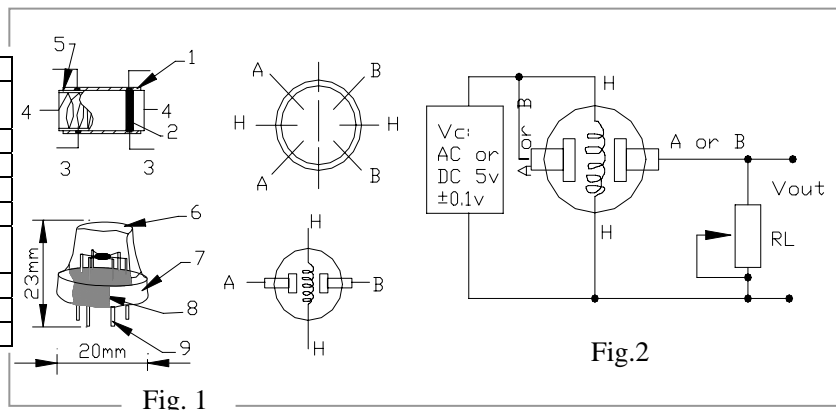 5
1
4
4
2
3
3
A
B
H
H
A
B
6
7
8
9
23mm
20mm
H
A
B
H
Fig. 1
H
Vc:
AC or
DC 5v
±0.1v
A or B
A or B
Vout
RL
H
Fig.2